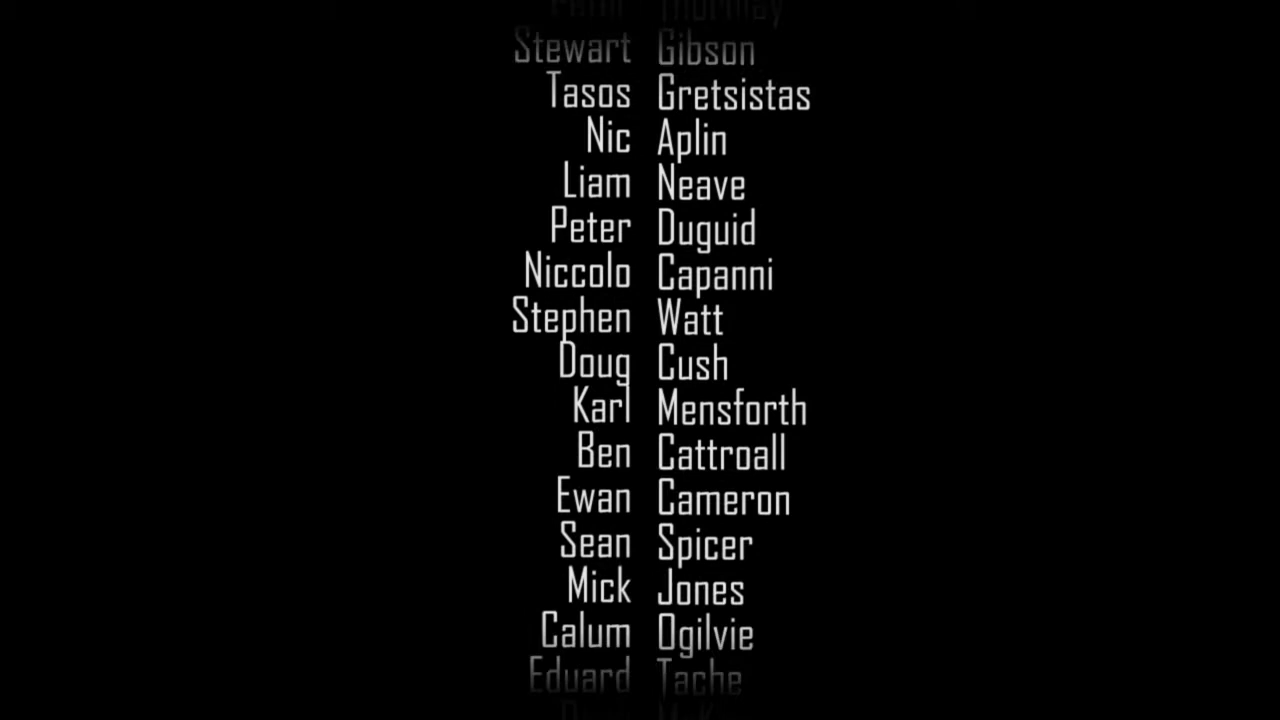 Stewart Gibson
Tasos Gretsistas
Nic Aplin
Liam Neave
Peter Duguid
Niccolo Capanni
Stephen Watt
Doug Cush
Karl Mensforth
Ben Cattroall
Ewan Cameron
Sean Spicer
Mick Jones
Calum Ogilvie
Eduard Tache